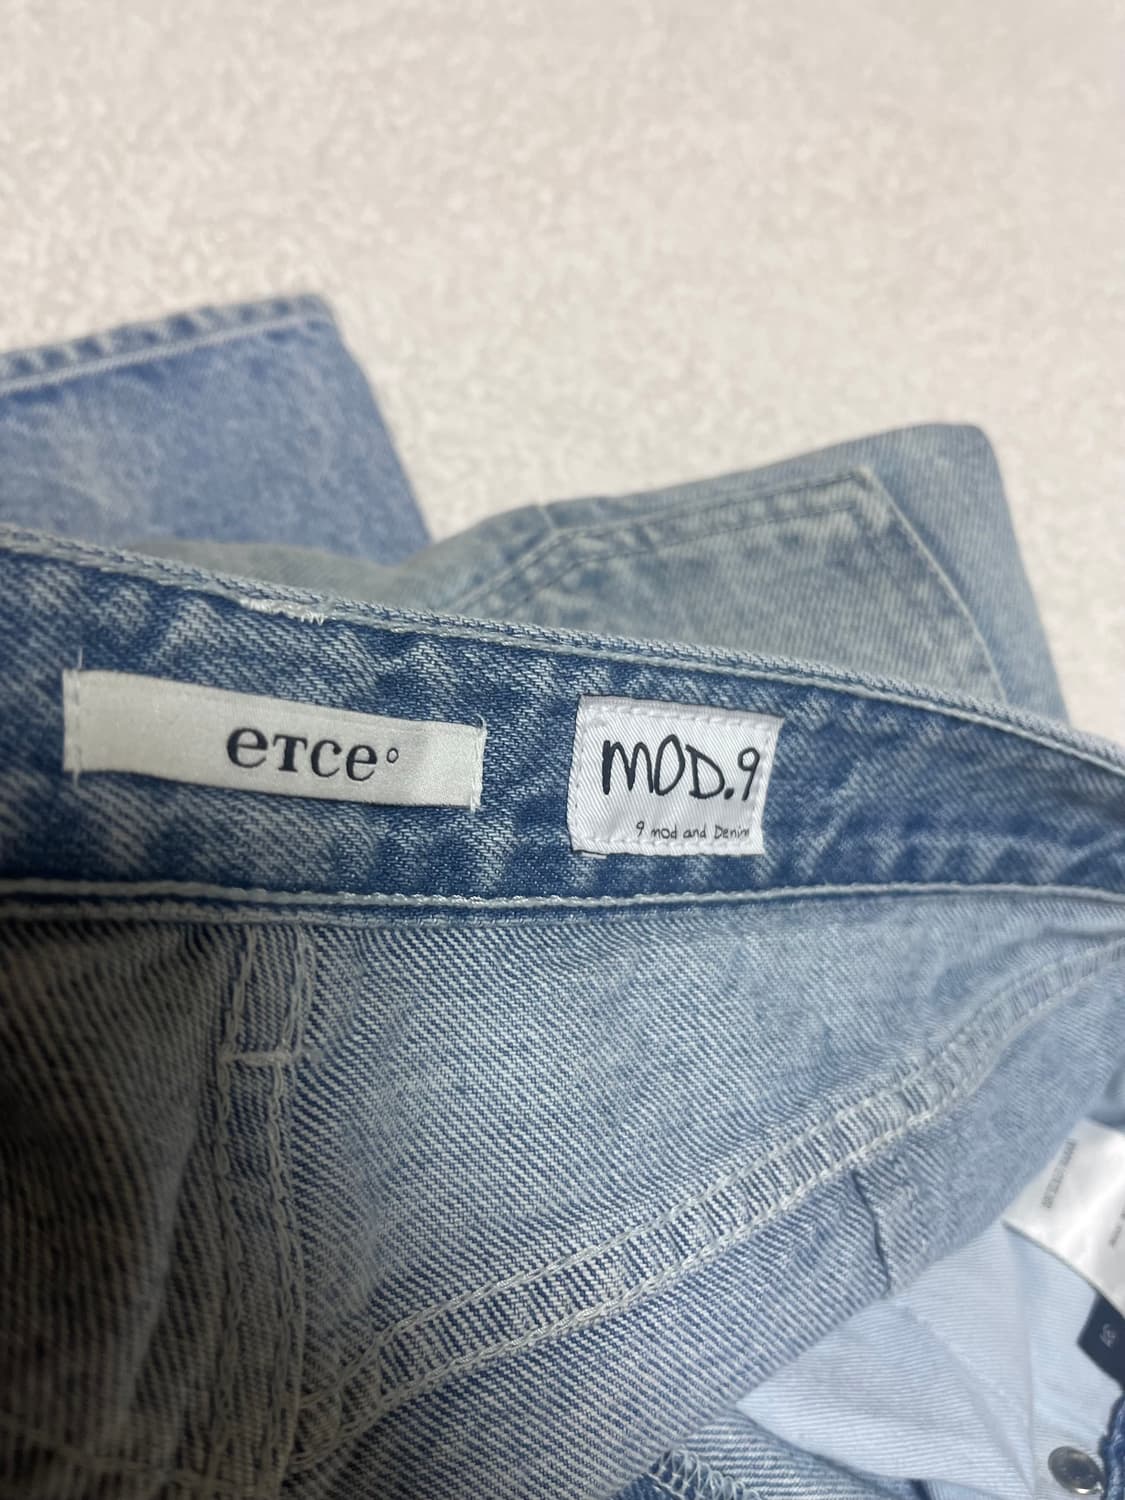 eTce°
MOD.9
9 mod and Denim